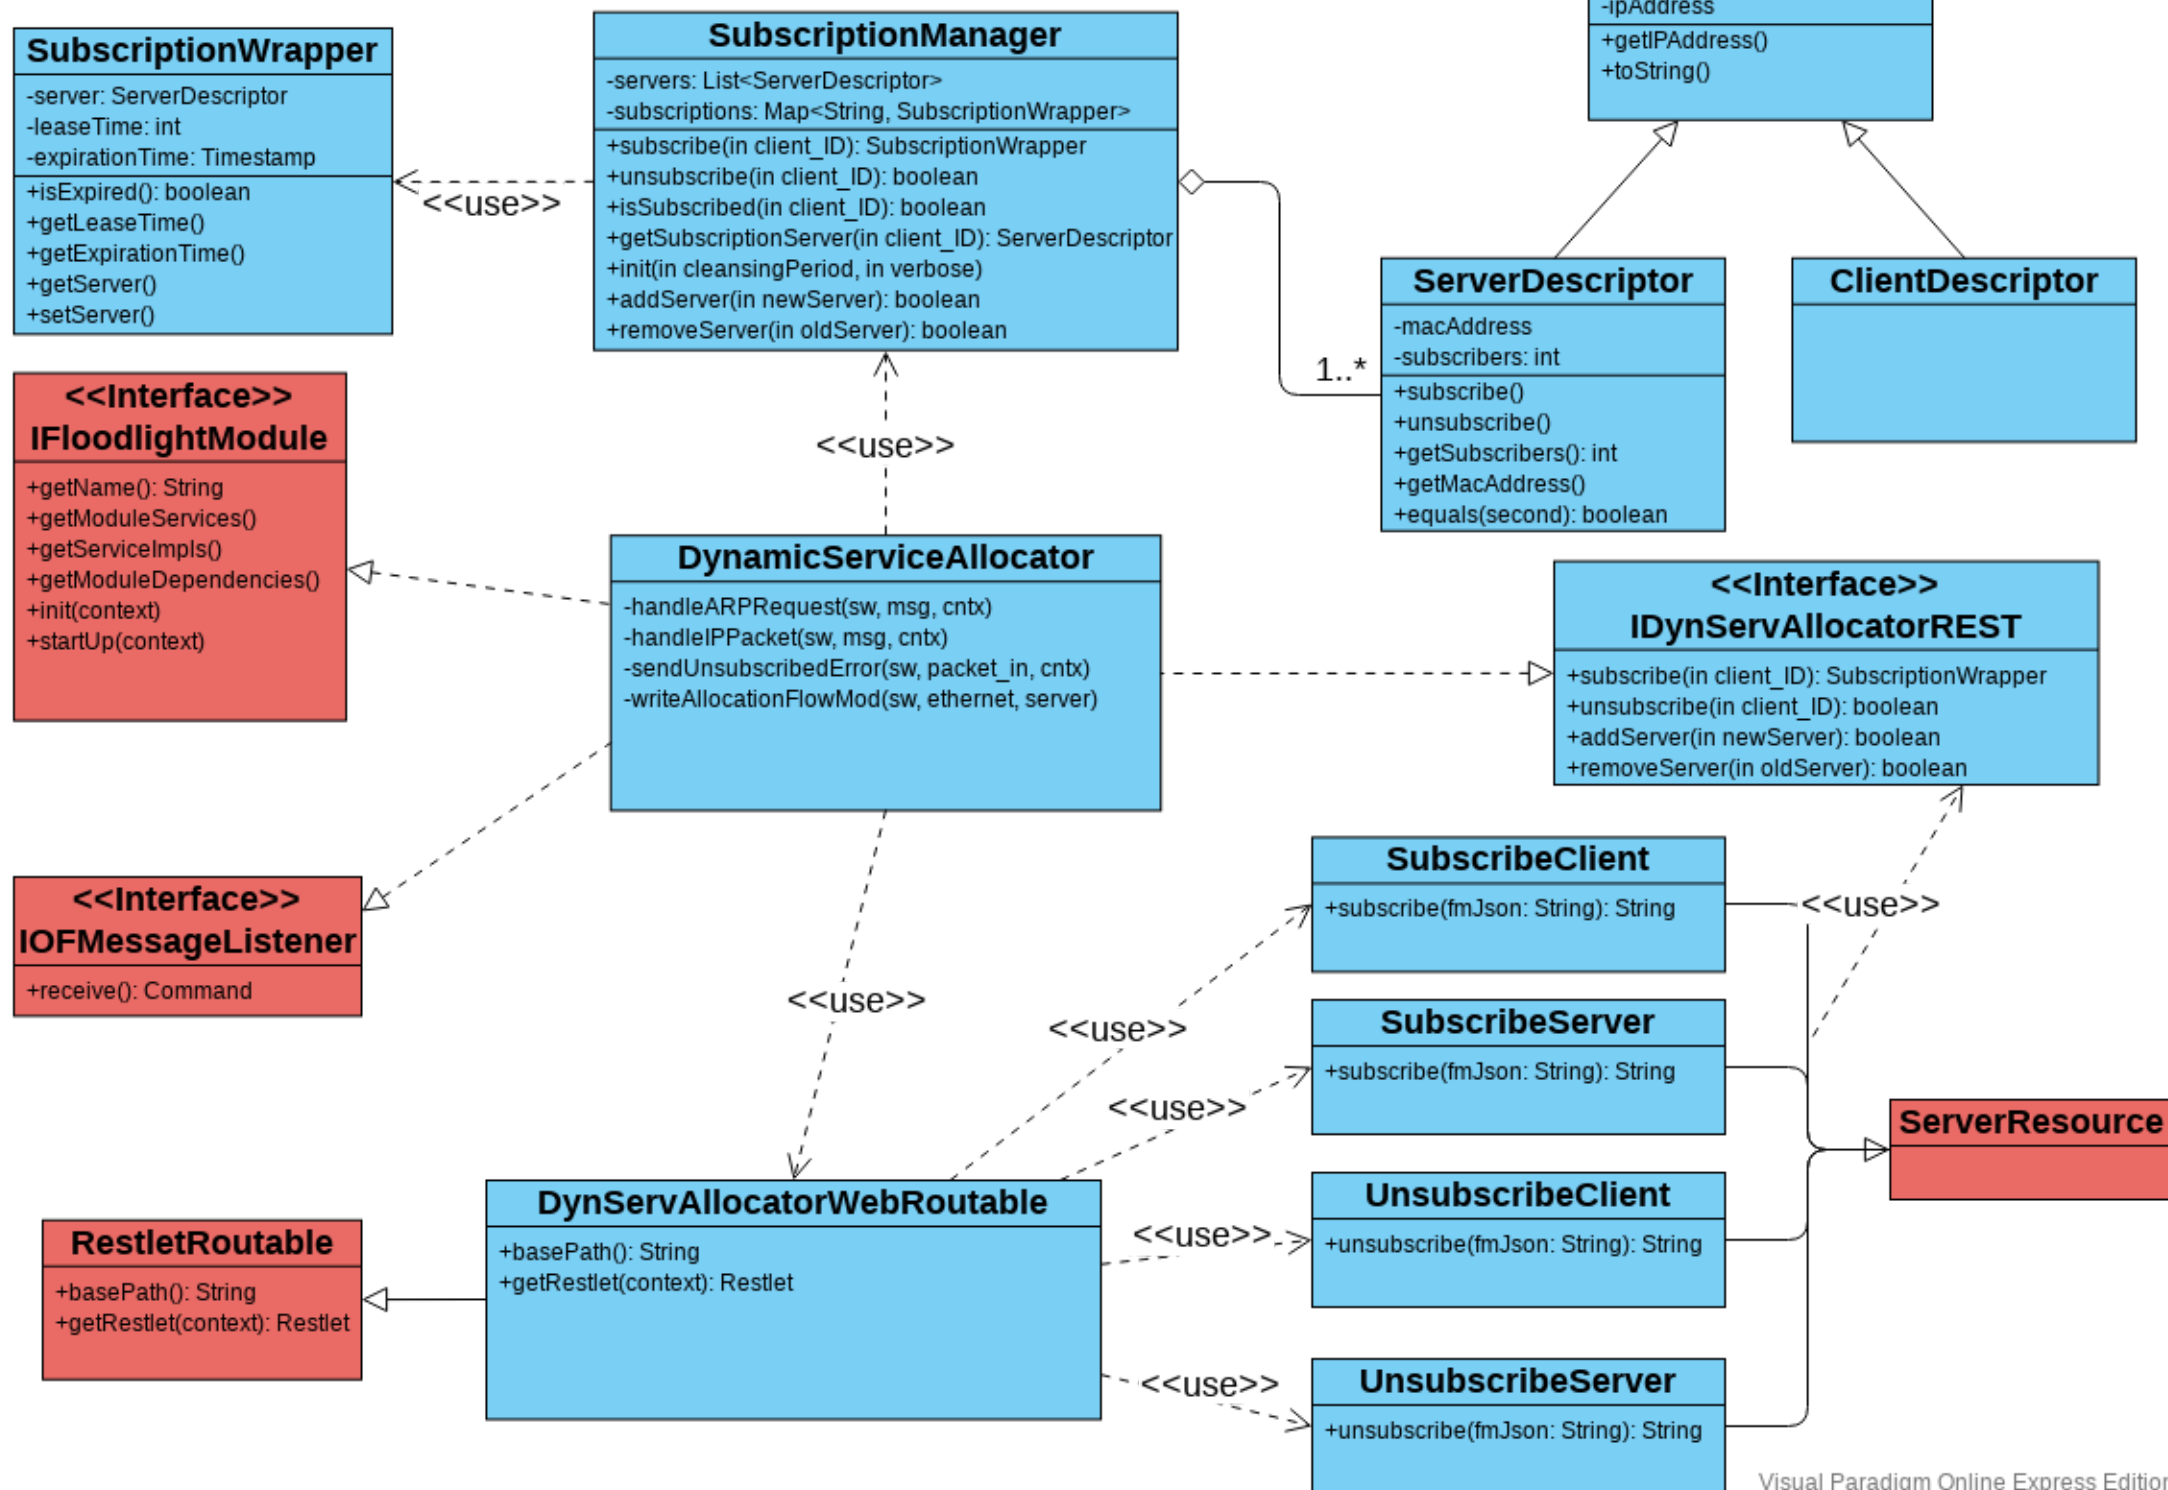 SubscriptionWrapper
-server: ServerDescriptor
-leaseTime: int
-expirationTime: Timestamp
+isExpired(): boolean
+getLeaseTime()
+getExpirationTime()
+getServer()
+setServer()
<<use>>
SubscriptionManager
-servers: List<ServerDescriptor>
-subscriptions: Map<String, SubscriptionWrapper>
+subscribe(in client_ID): SubscriptionWrapper
+unsubscribe(in client_ID): boolean
+isSubscribed(in client_ID): boolean
+getSubscriptionServer(in client_ID): ServerDescriptor
+init(in cleansingPeriod, in verbose)
+addServer(in newServer): boolean
+removeServer(in oldServer): boolean
-ipAddress
+getIPAddress()
+toString()
1..*
ServerDescriptor
-macAddress
-subscribers: int
+subscribe()
+unsubscribe()
+getSubscribers(): int
+getMacAddress()
+equals(second): boolean
ClientDescriptor
<<Interface>>
IFloodlightModule
+getName(): String
+getModuleServices()
+getServiceImpls()
+getModuleDependencies()
+init(context)
+startUp(context)
<<use>>
DynamicServiceAllocator
-handleARPRequest(sw, msg, cntx)
-handleIPPacket(sw, msg, cntx)
-sendUnsubscribedError(sw, packet_in, cntx)
-writeAllocationFlowMod(sw, ethernet, server)
<<Interface>>
IDynServAllocatorREST
+subscribe(in client_ID): SubscriptionWrapper
+unsubscribe(in client_ID): boolean
+addServer(in newServer): boolean
+removeServer(in oldServer): boolean
<<Interface>>
IOFMessageListener
+receive(): Command
<<use>>
SubscribeClient
+subscribe(fmJson: String): String
<<use>>
<<use>>
SubscribeServer
+subscribe(fmJson: String): String
<<use>>
ServerResource
UnsubscribeClient
+unsubscribe(fmJson: String): String
<<use>>
RestletRoutable
+basePath(): String
+getRestlet(context): Restlet
DynServAllocatorWebRoutable
+basePath(): String
+getRestlet(context): Restlet
<<use>>
UnsubscribeServer
+unsubscribe(fmJson: String): String
Visual Paradigm Online Express Edition